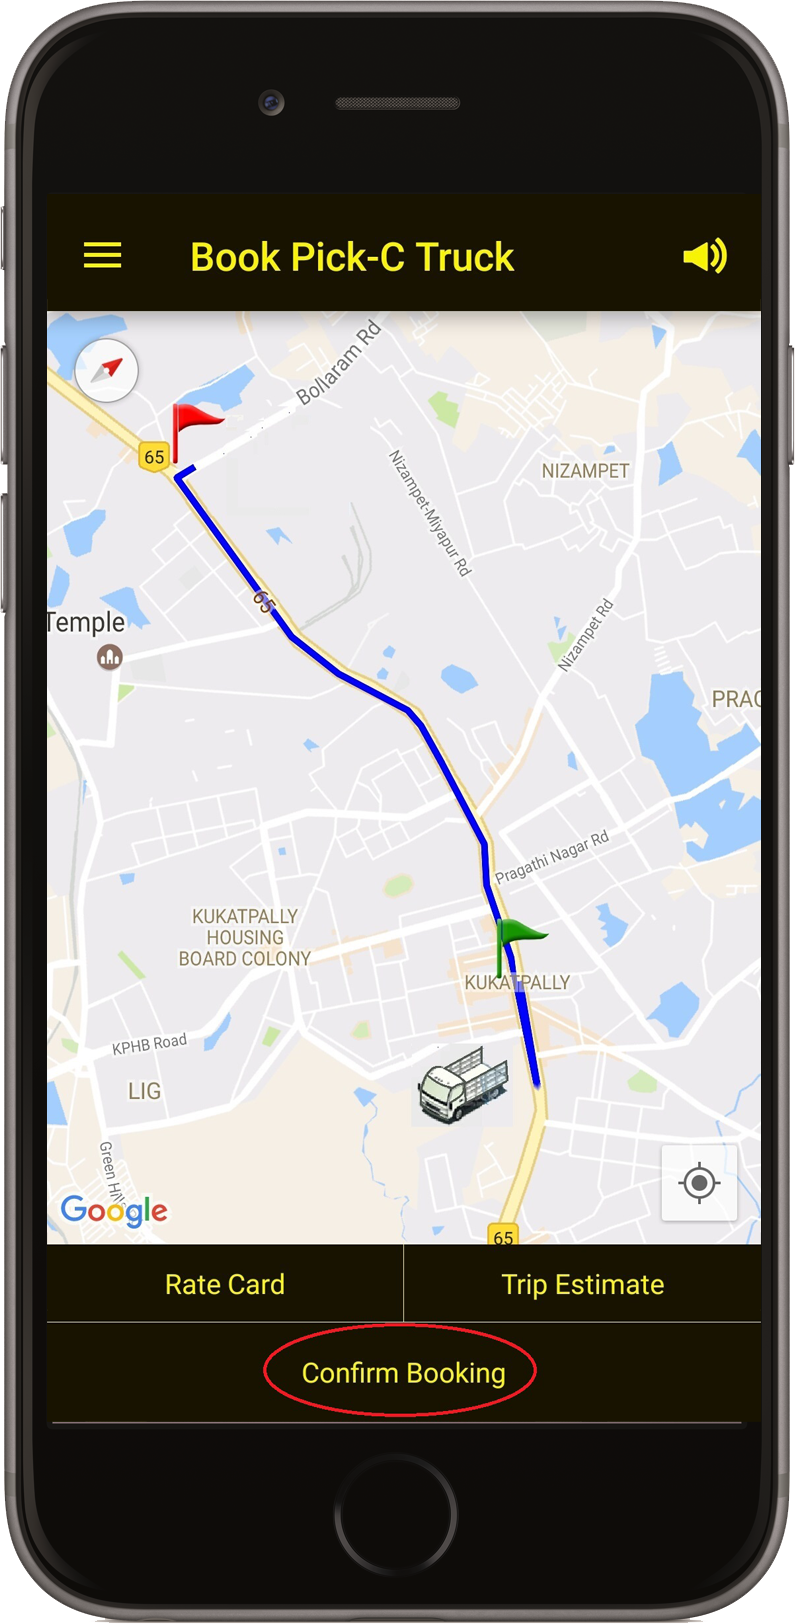 Book Pick-C Truck
Bollaram Rd
65
Nizampet-Miyapur Rd
NIZAMPET
65
Temple
Nizampet Rd
PRAG
Pragathi Nagar Rd
KUKATPALLY
HOUSING
BOARD COLONY
KUKATPALLY
KPHB Road
LIG
Green Hil
Google
65
Rate Card
Trip Estimate
Confirm Booking